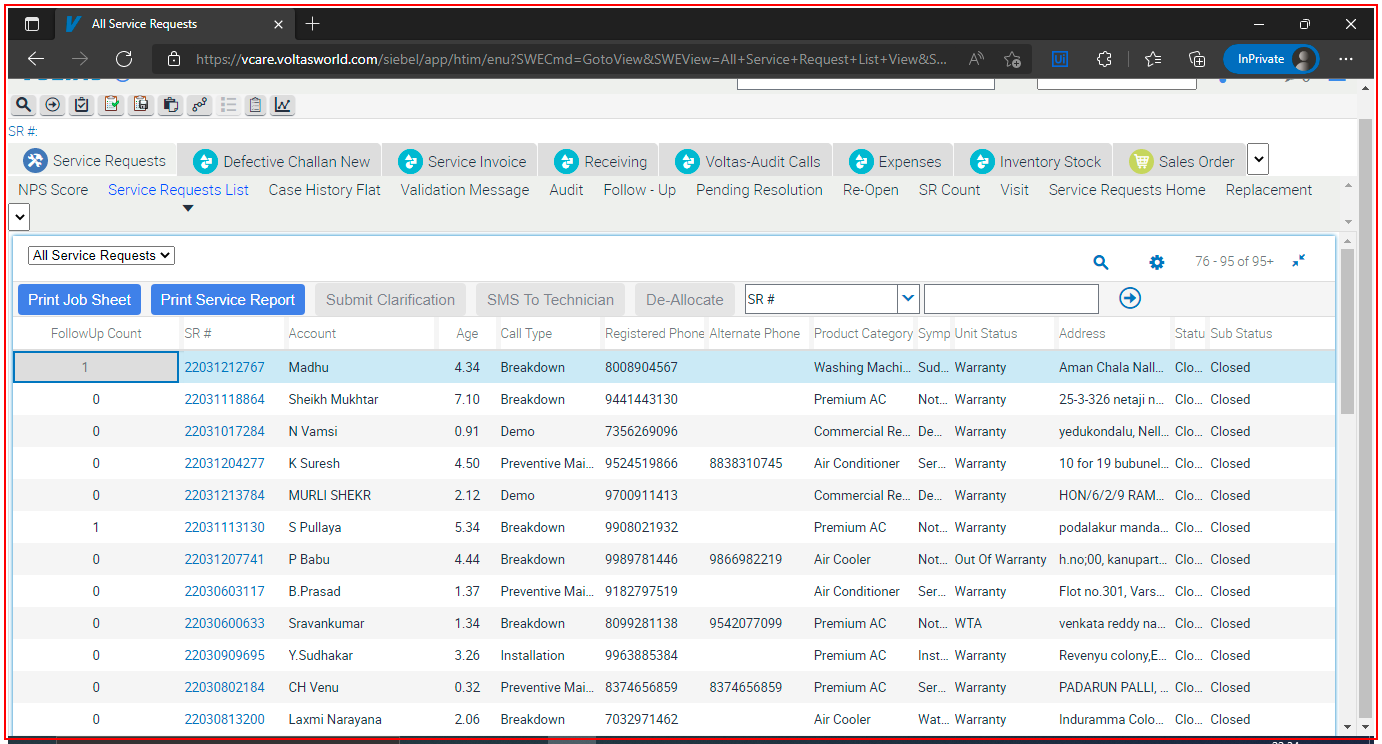 All Service Requests
https://vcare.voltasworld.com/siebel/app/htim/enu?SWECmd=GotoView&SWEView=All+Service+Request+List+View&S...
InPrivate
SR #:
Service Requests Defective Challan New Service Invoice Receiving Voltas-Audit Calls Expenses Inventory Stock Sales Order
NPS Score Service Requests List Case History Flat Validation Message Audit Follow - Up Pending Resolution Re-Open SR Count Visit Service Requests Home Replacement
All Service Requests 76 - 95 of 95+
Print Job Sheet Print Service Report Submit Clarification SMS To Technician De-Allocate SR #
FollowUp Count SR # Account Age Call Type Registered Phone Alternate Phone Product Category Symp Unit Status Address Statu Sub Status
1 22031212767 Madhu 4.34 Breakdown 8008904567 Washing Machi... Sud... Warranty Aman Chala Nall... Clo... Closed
0 22031118864 Sheikh Mukhtar 7.10 Breakdown 9441443130 Premium AC Not... Warranty 25-3-326 netaji n... Clo... Closed
0 22031017284 N Vamsi 0.91 Demo 7356269096 Commercial Re... De... Warranty yedukondalu, Nell... Clo... Closed
0 22031204277 K Suresh 4.50 Preventive Mai... 9524519866 8838310745 Air Conditioner Ser... Warranty 10 for 19 bubunel... Clo... Closed
0 22031213784 MURLI SHEKR 2.12 Demo 9700911413 Commercial Re... De... Warranty HON/6/2/9 RAM... Clo... Closed
1 22031113130 S Pullaya 5.34 Breakdown 9908021932 Premium AC Not... Warranty podalakur manda... Clo... Closed
0 22031207741 P Babu 4.44 Breakdown 9989781446 9866982219 Air Cooler Not... Out Of Warranty h.no;00, kanupart... Clo... Closed
0 22030603117 B.Prasad 1.37 Preventive Mai... 9182797519 Air Conditioner Ser... Warranty Flot no.301, Vars... Clo... Closed
0 22030600633 Sravankumar 1.34 Breakdown 8099281138 9542077099 Premium AC Not... WTA venkata reddy na... Clo... Closed
0 22030909695 Y.Sudhakar 3.26 Installation 9963885384 Premium AC Inst... Warranty Revenyu colony,E... Clo... Closed
0 22030802184 CH Venu 0.32 Preventive Mai... 8374656859 8374656859 Premium AC Ser... Warranty PADARUN PALLI, ... Clo... Closed
0 22030813200 Laxmi Narayana 2.06 Breakdown 7032971462 Air Cooler Wat... Warranty Induramma Colo... Clo... Closed